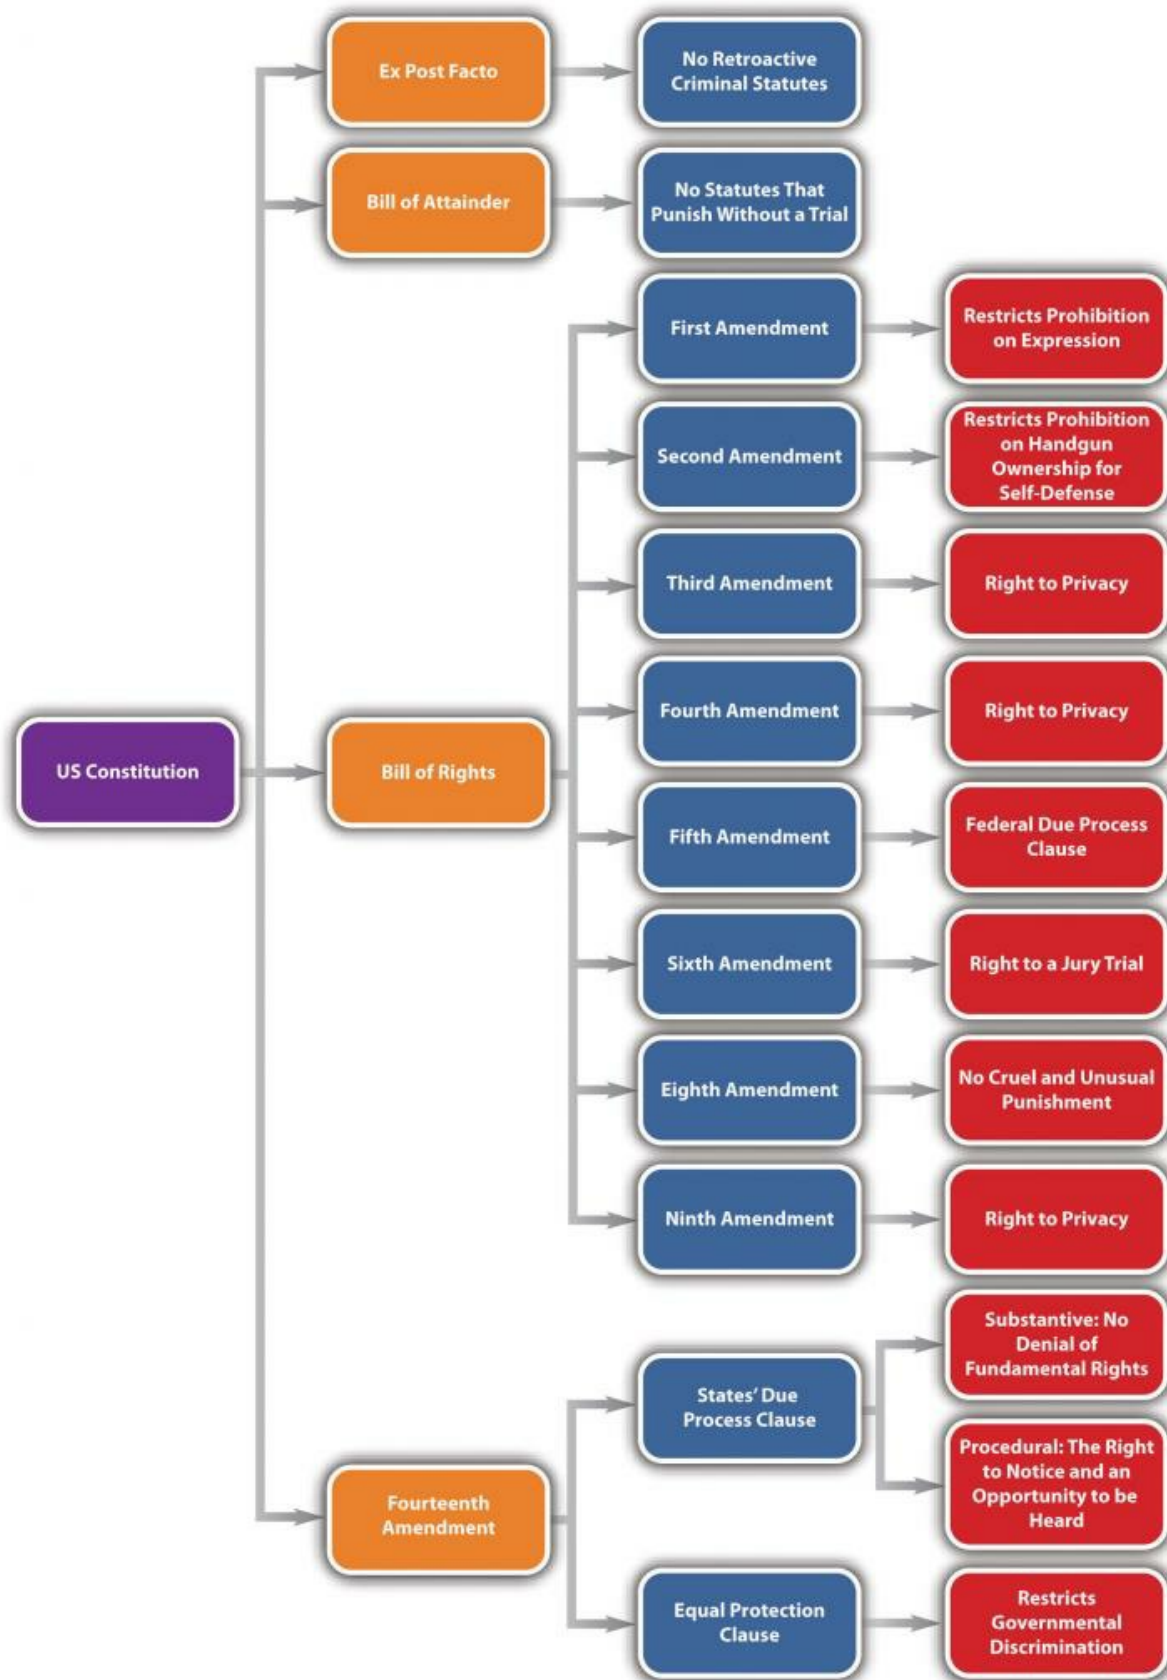 Ex Post Facto
No Retroactive
Criminal Statutes
Bill of Attainder
No Statutes That
Punish Without a Trial
First Amendment
Restricts Prohibition
on Expression
Second Amendment
Restricts Prohibition
on Handgun
Ownership for
Self-Defense
Third Amendment
Right to Privacy
Fourth Amendment
Right to Privacy
US Constitution
Bill of Rights
Fifth Amendment
Federal Due Process
Clause
Sixth Amendment
Right to a Jury Trial
Eighth Amendment
No Cruel and Unusual
Punishment
Ninth Amendment
Right to Privacy
Substantive: No
Denial of
Fundamental Rights
States’ Due
Process Clause
Procedural: The Right
to Notice and an
Opportunity to be
Heard
Fourteenth
Amendment
Equal Protection
Clause
Restricts
Governmental
Discrimination